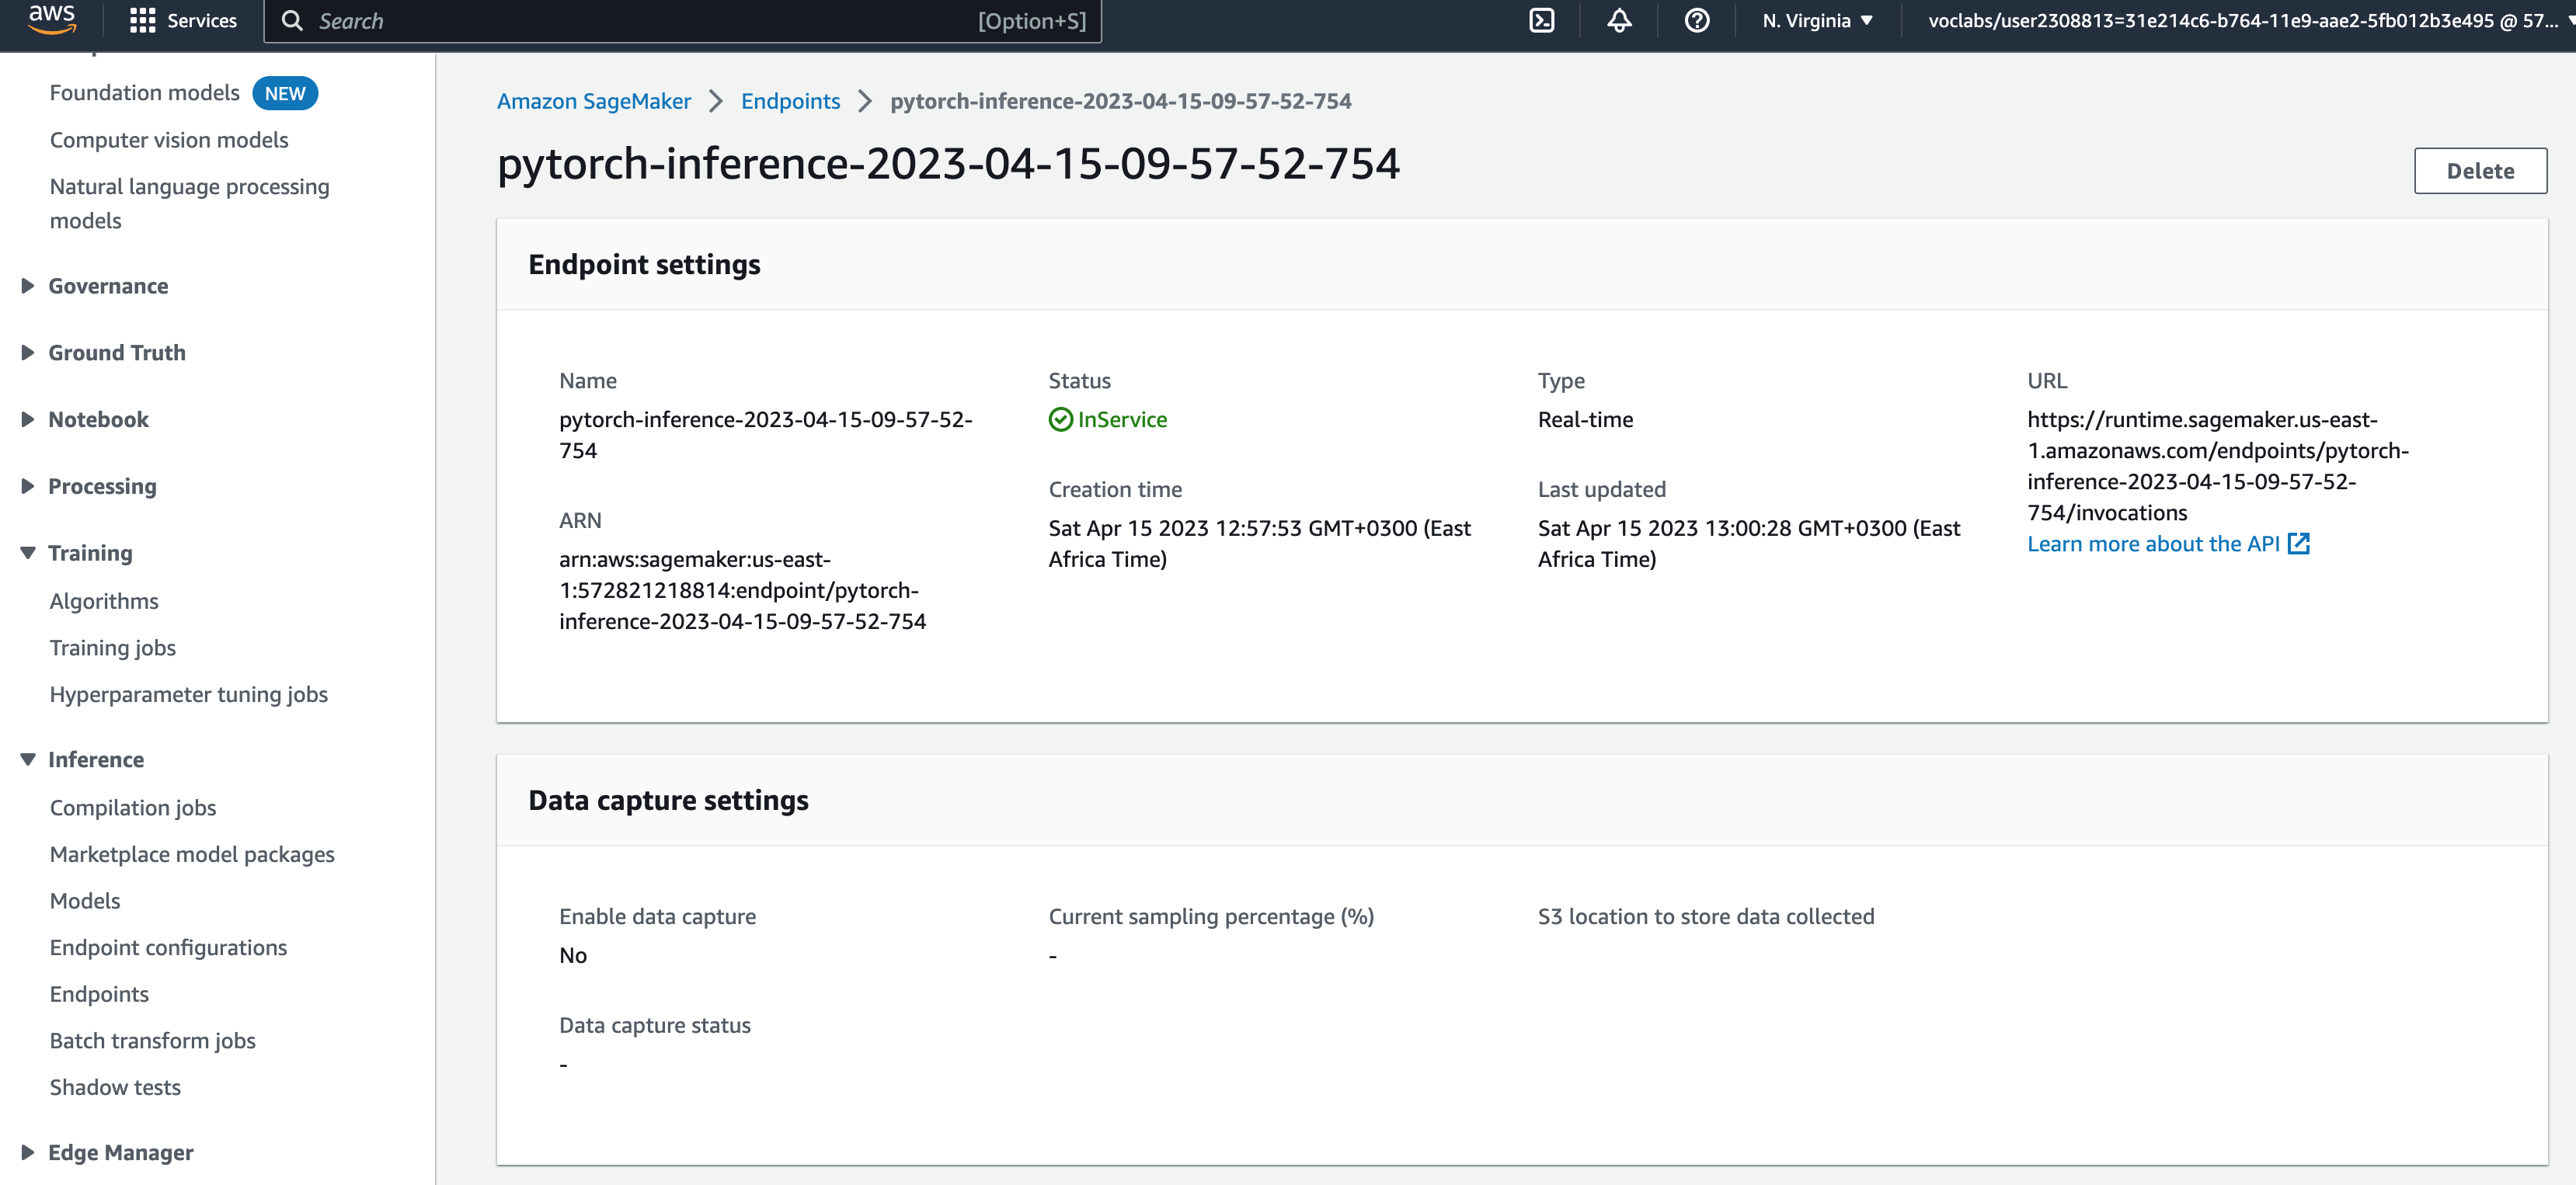 aws
Services
Search
[Option+S]
N. Virginia
voclabs/user2308813=31e214c6-b764-11e9-aae2-5fb012b3e495 @ 57...
Foundation models NEW
Computer vision models
Natural language processing
models
Governance
Ground Truth
Notebook
Processing
Training
Algorithms
Training jobs
Hyperparameter tuning jobs
Inference
Compilation jobs
Marketplace model packages
Models
Endpoint configurations
Endpoints
Batch transform jobs
Shadow tests
Edge Manager
Amazon SageMaker > Endpoints > pytorch-inference-2023-04-15-09-57-52-754
pytorch-inference-2023-04-15-09-57-52-754
Delete
Endpoint settings
Name
pytorch-inference-2023-04-15-09-57-52-
754
ARN
arn:aws:sagemaker:us-east-
1:572821218814:endpoint/pytorch-
inference-2023-04-15-09-57-52-754
Status
InService
Creation time
Sat Apr 15 2023 12:57:53 GMT+0300 (East
Africa Time)
Type
Real-time
Last updated
Sat Apr 15 2023 13:00:28 GMT+0300 (East
Africa Time)
URL
https://runtime.sagemaker.us-east-
1.amazonaws.com/endpoints/pytorch-
inference-2023-04-15-09-57-52-
754/invocations
Learn more about the API
Data capture settings
Enable data capture
No
Data capture status
-
Current sampling percentage (%)
-
S3 location to store data collected